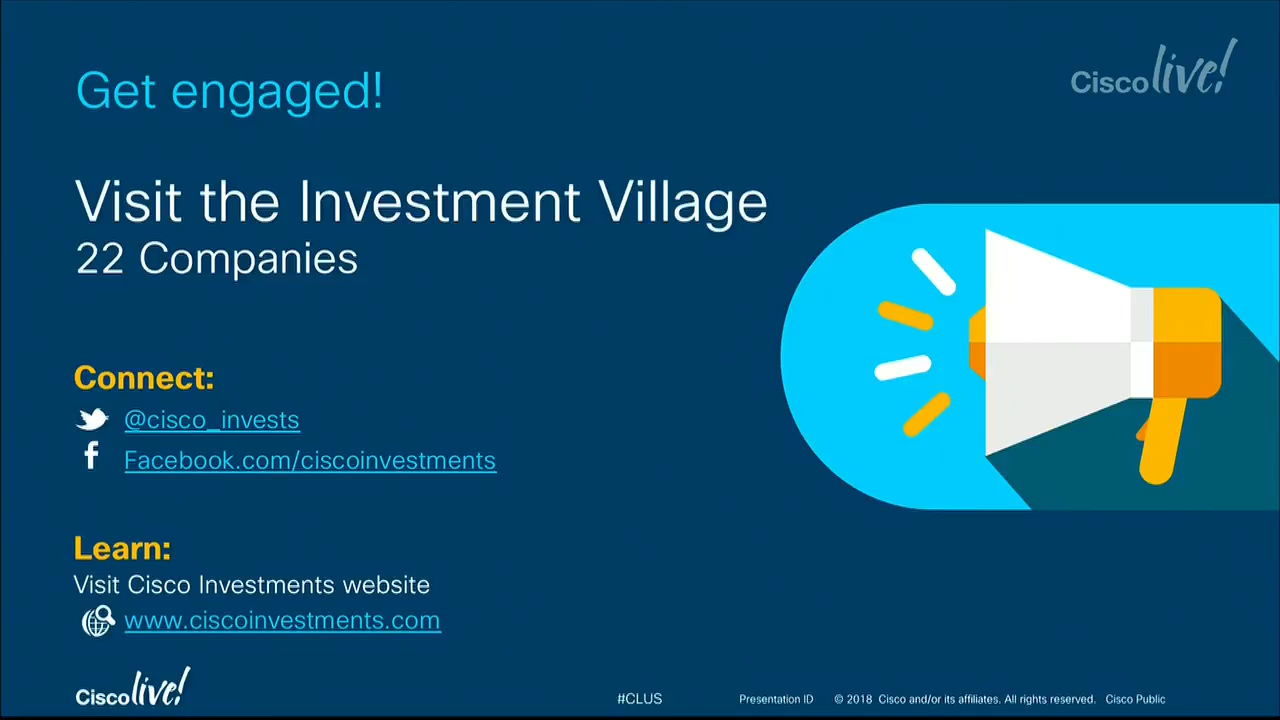 Get engaged!
Cisco live!
Visit the Investment Village
22 Companies
Connect:
@cisco_invests
Facebook.com/ciscoinvestments
Learn:
Visit Cisco Investments website
www.ciscoinvestments.com
Cisco live!
#CLUS
Presentation ID
© 2018 Cisco and/or its affiliates. All rights reserved. Cisco Public